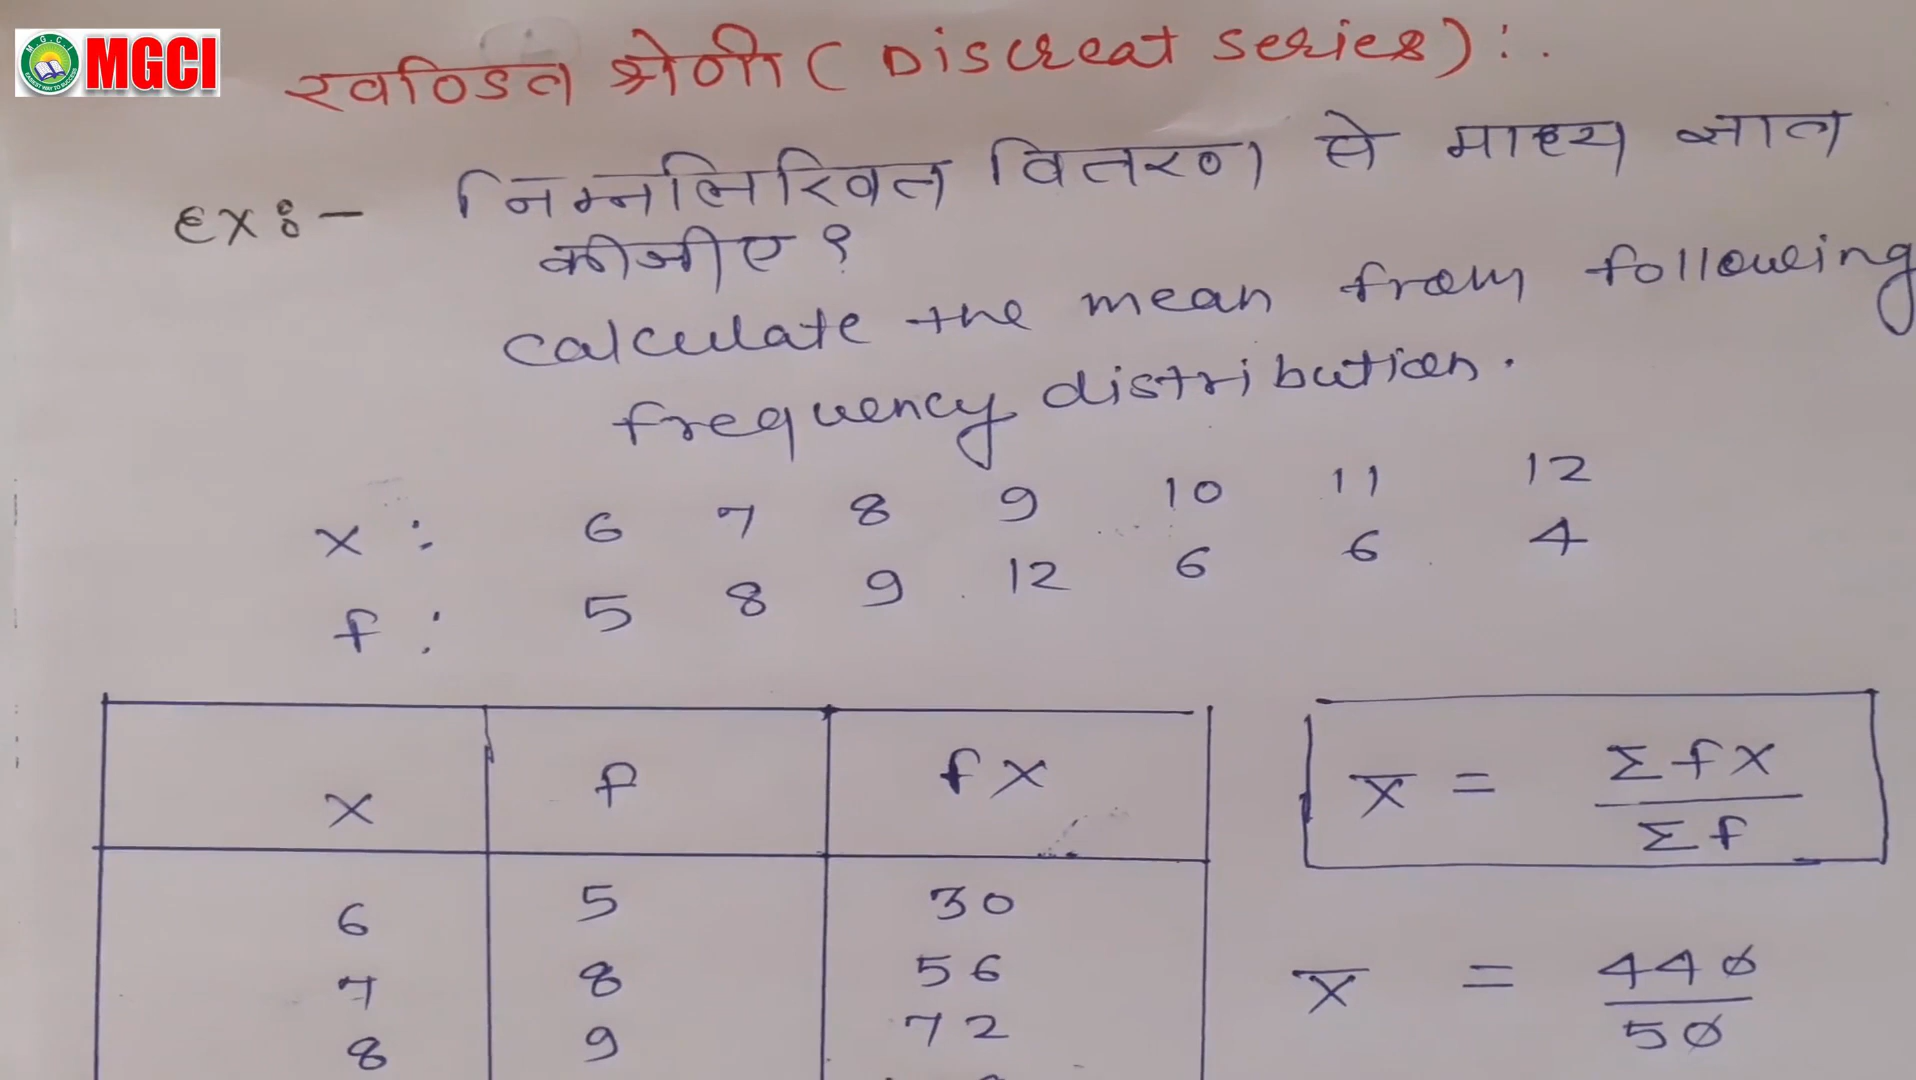 M.G.C.I
MGCI
खण्डित श्रेणी (Discreat series) :.
Ex:- निम्नलिखित वितरण से माध्य ज्ञात
कीजीए ?
calculate the mean from following
frequency distribution.
x : 6 7 8 9 10 11 12
f : 5 8 9 12 6 6 4
x f fx
6 5 30
7 8 56
8 9 72
x̅ = Σfx / Σf
x̅ = 440 / 50